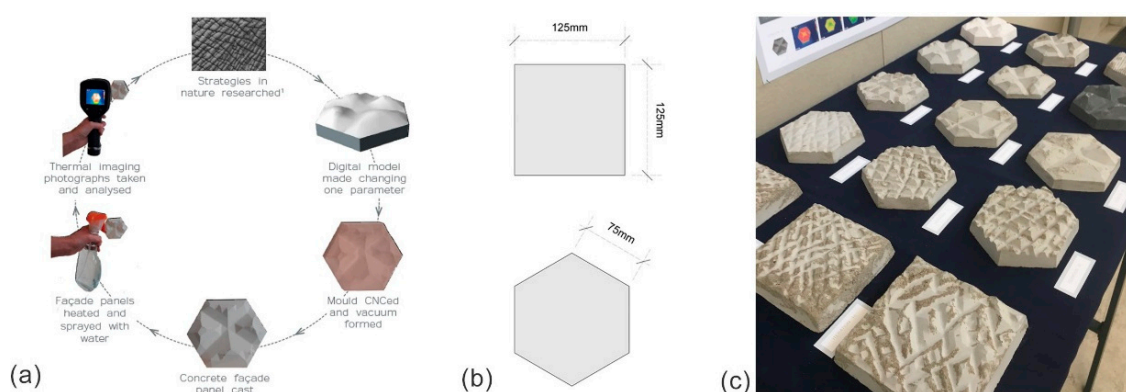 Strategies in
nature researched¹
Digital model
made changing
one parameter
Mould CNCed
and vacuum
formed
Concrete façade
panel cast
Façade panels
heated and
sprayed with
water
Thermal imaging
photographs taken
and analysed
(a)
125mm
125mm
75mm
(b)
(c)